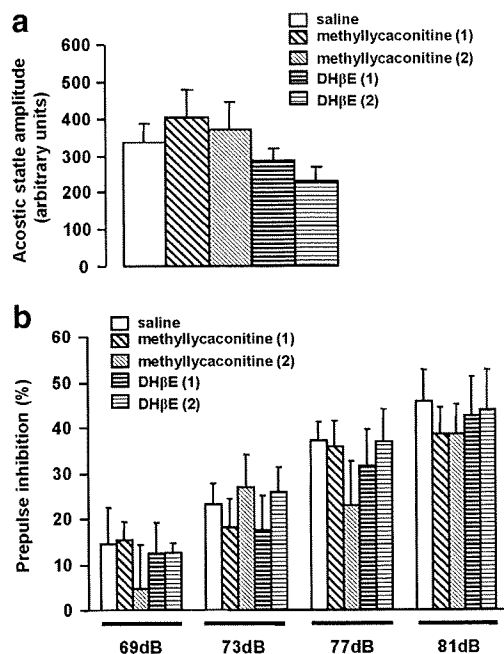 a
saline
methyllycaconitine (1)
methyllycaconitine (2)
DHβE (1)
DHβE (2)
Acostic statle amplitude
(arbitrary units)
600
500
400
300
200
100
0
b
saline
methyllycaconitine (1)
methyllycaconitine (2)
DHβE (1)
DHβE (2)
Prepulse inhibition (%)
60
50
40
30
20
10
0
69dB 73dB 77dB 81dB